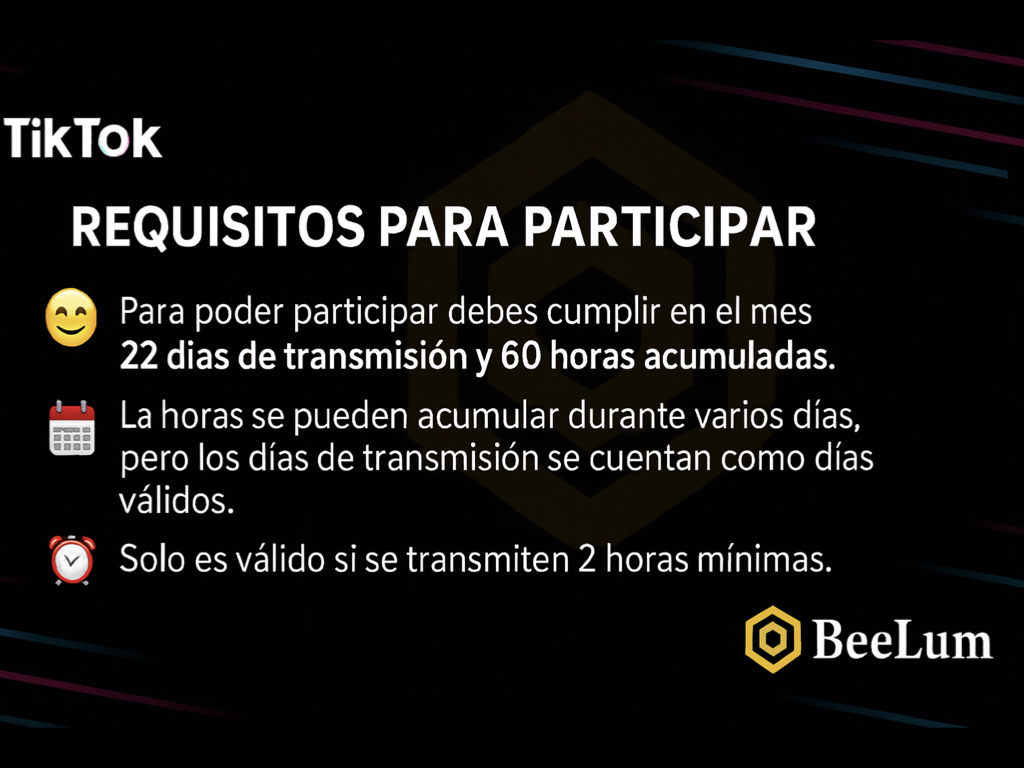 TikTok
REQUISITOS PARA PARTICIPAR
Para poder participar debes cumplir en el mes
22 dias de transmisión y 60 horas acumuladas.
La horas se pueden acumular durante varios días,
pero los días de transmisión se cuentan como días
válidos.
Solo es válido si se transmiten 2 horas mínimas.
BeeLum